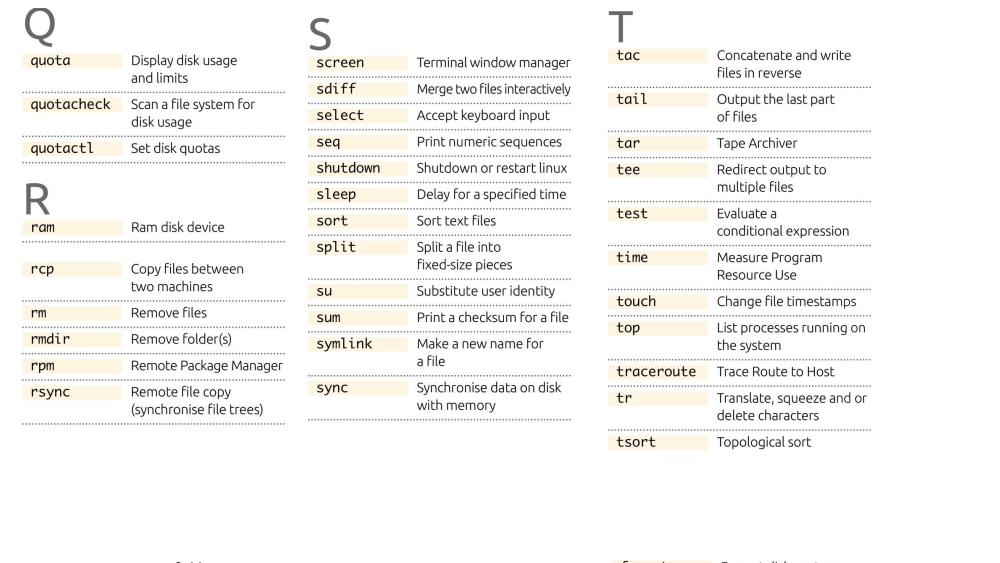 Q
quota Display disk usage
and limits
quotacheck Scan a file system for
disk usage
quotactl Set disk quotas
R
ram Ram disk device
rcp Copy files between
two machines
rm Remove files
rmdir Remove folder(s)
rpm Remote Package Manager
rsync Remote file copy
(synchronise file trees)
S
screen Terminal window manager
sdiff Merge two files interactively
select Accept keyboard input
seq Print numeric sequences
shutdown Shutdown or restart linux
sleep Delay for a specified time
sort Sort text files
split Split a file into
fixed-size pieces
su Substitute user identity
sum Print a checksum for a file
symlink Make a new name for
a file
sync Synchronise data on disk
with memory
T
tac Concatenate and write
files in reverse
tail Output the last part
of files
tar Tape Archiver
tee Redirect output to
multiple files
test Evaluate a
conditional expression
time Measure Program
Resource Use
touch Change file timestamps
top List processes running on
the system
traceroute Trace Route to Host
tr Translate, squeeze and or
delete characters
tsort Topological sort